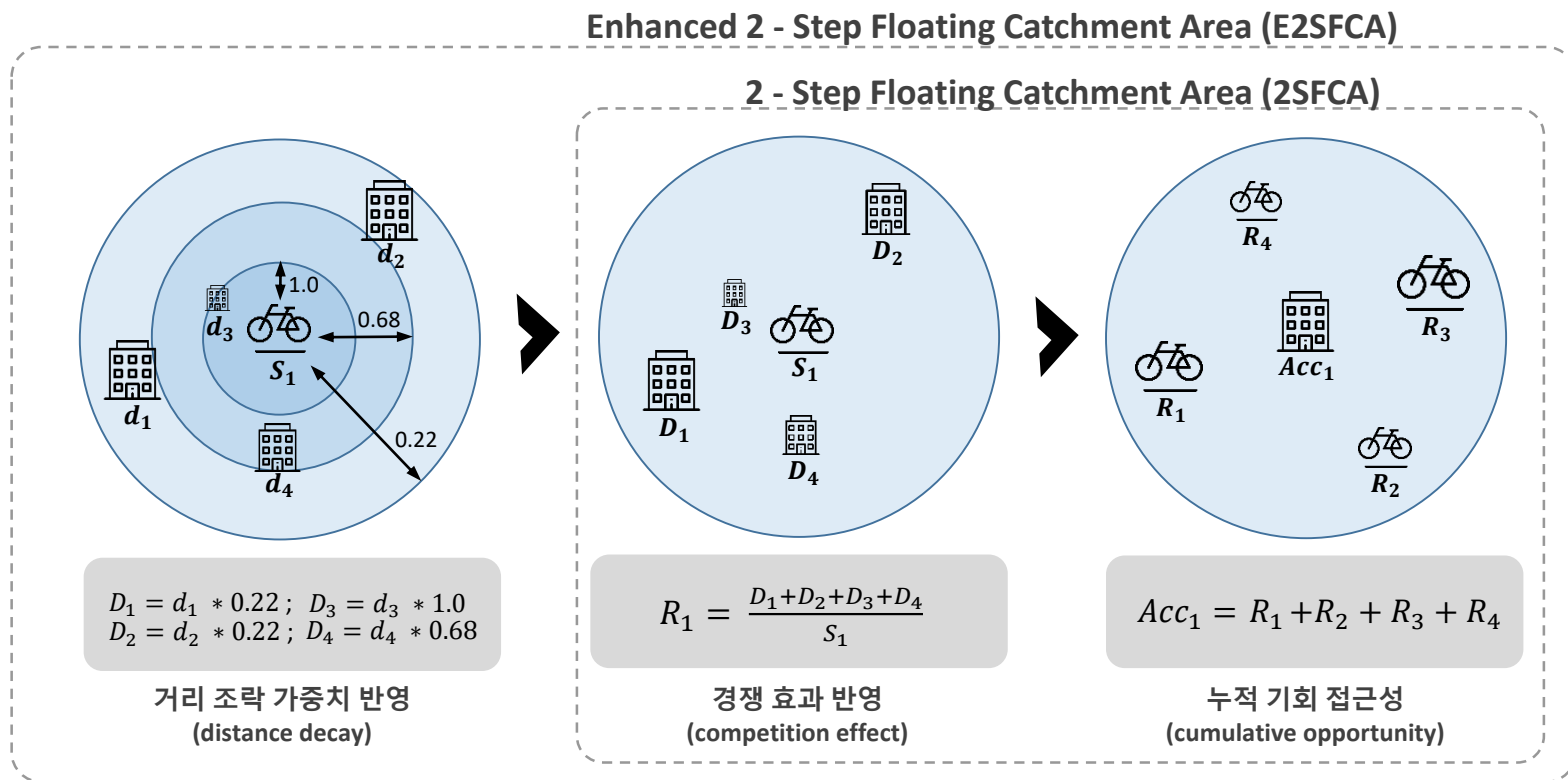 Enhanced 2 - Step Floating Catchment Area (E2SFCA)
2 - Step Floating Catchment Area (2SFCA)
d₂
1.0
d₃
0.68
S₁
d₁
0.22
d₄
D₂
D₃
S₁
D₁
D₄
R₄
R₃
Acc₁
R₁
R₂
D₁ = d₁ * 0.22 ; D₃ = d₃ * 1.0
D₂ = d₂ * 0.22 ; D₄ = d₄ * 0.68
R₁ = (D₁+D₂+D₃+D₄)/S₁
Acc₁ = R₁ +R₂ + R₃ + R₄
거리 조락 가중치 반영
(distance decay)
경쟁 효과 반영
(competition effect)
누적 기회 접근성
(cumulative opportunity)